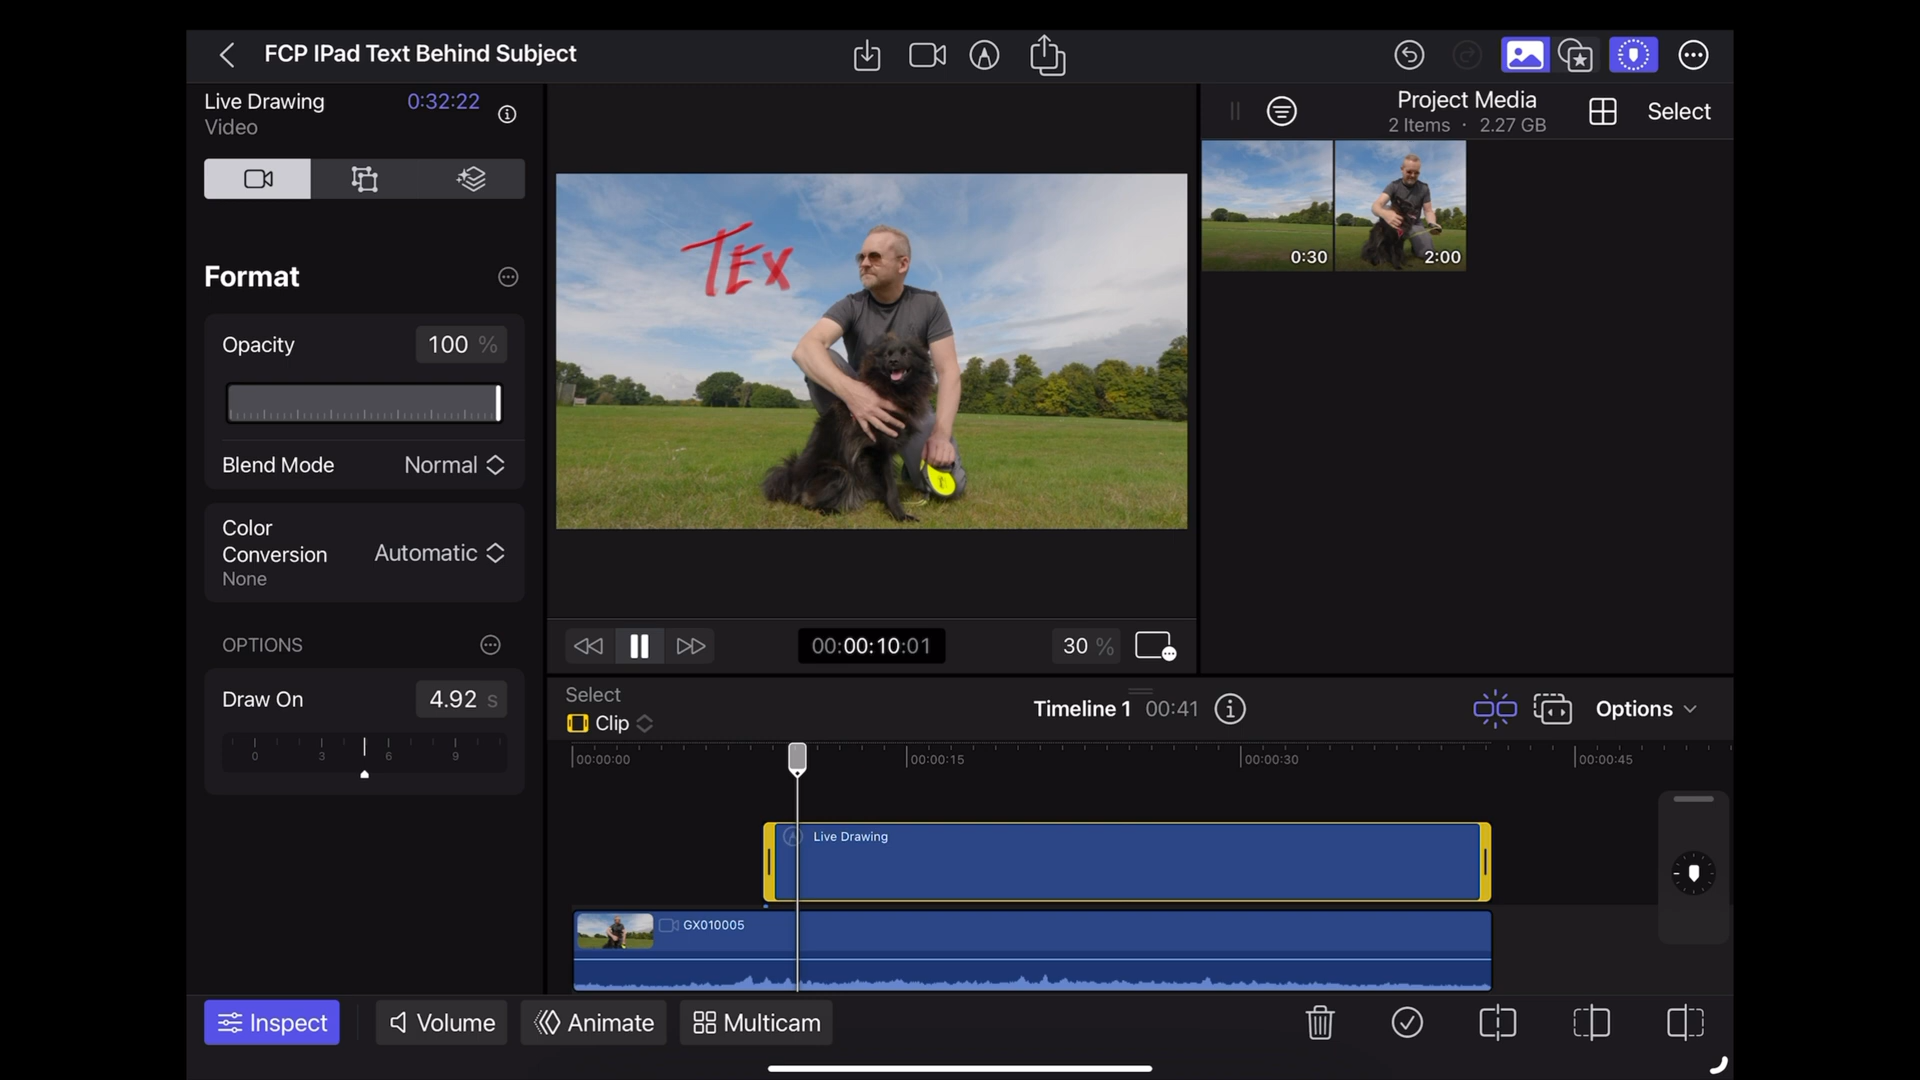 FCP IPad Text Behind Subject
Live Drawing
0:32:22
Video
Project Media
2 Items · 2.27 GB
Select
Format
TEX
0:30
2:00
Opacity
100 %
Blend Mode
Normal
Color
Conversion
None
Automatic
OPTIONS
00:00:10:01
30 %
Draw On
4.92 s
0
3
6
9
Select
Clip
Timeline 1
00:41
Options
00:00:00
00:00:15
00:00:30
00:00:45
Live Drawing
GX010005
Inspect
Volume
Animate
Multicam